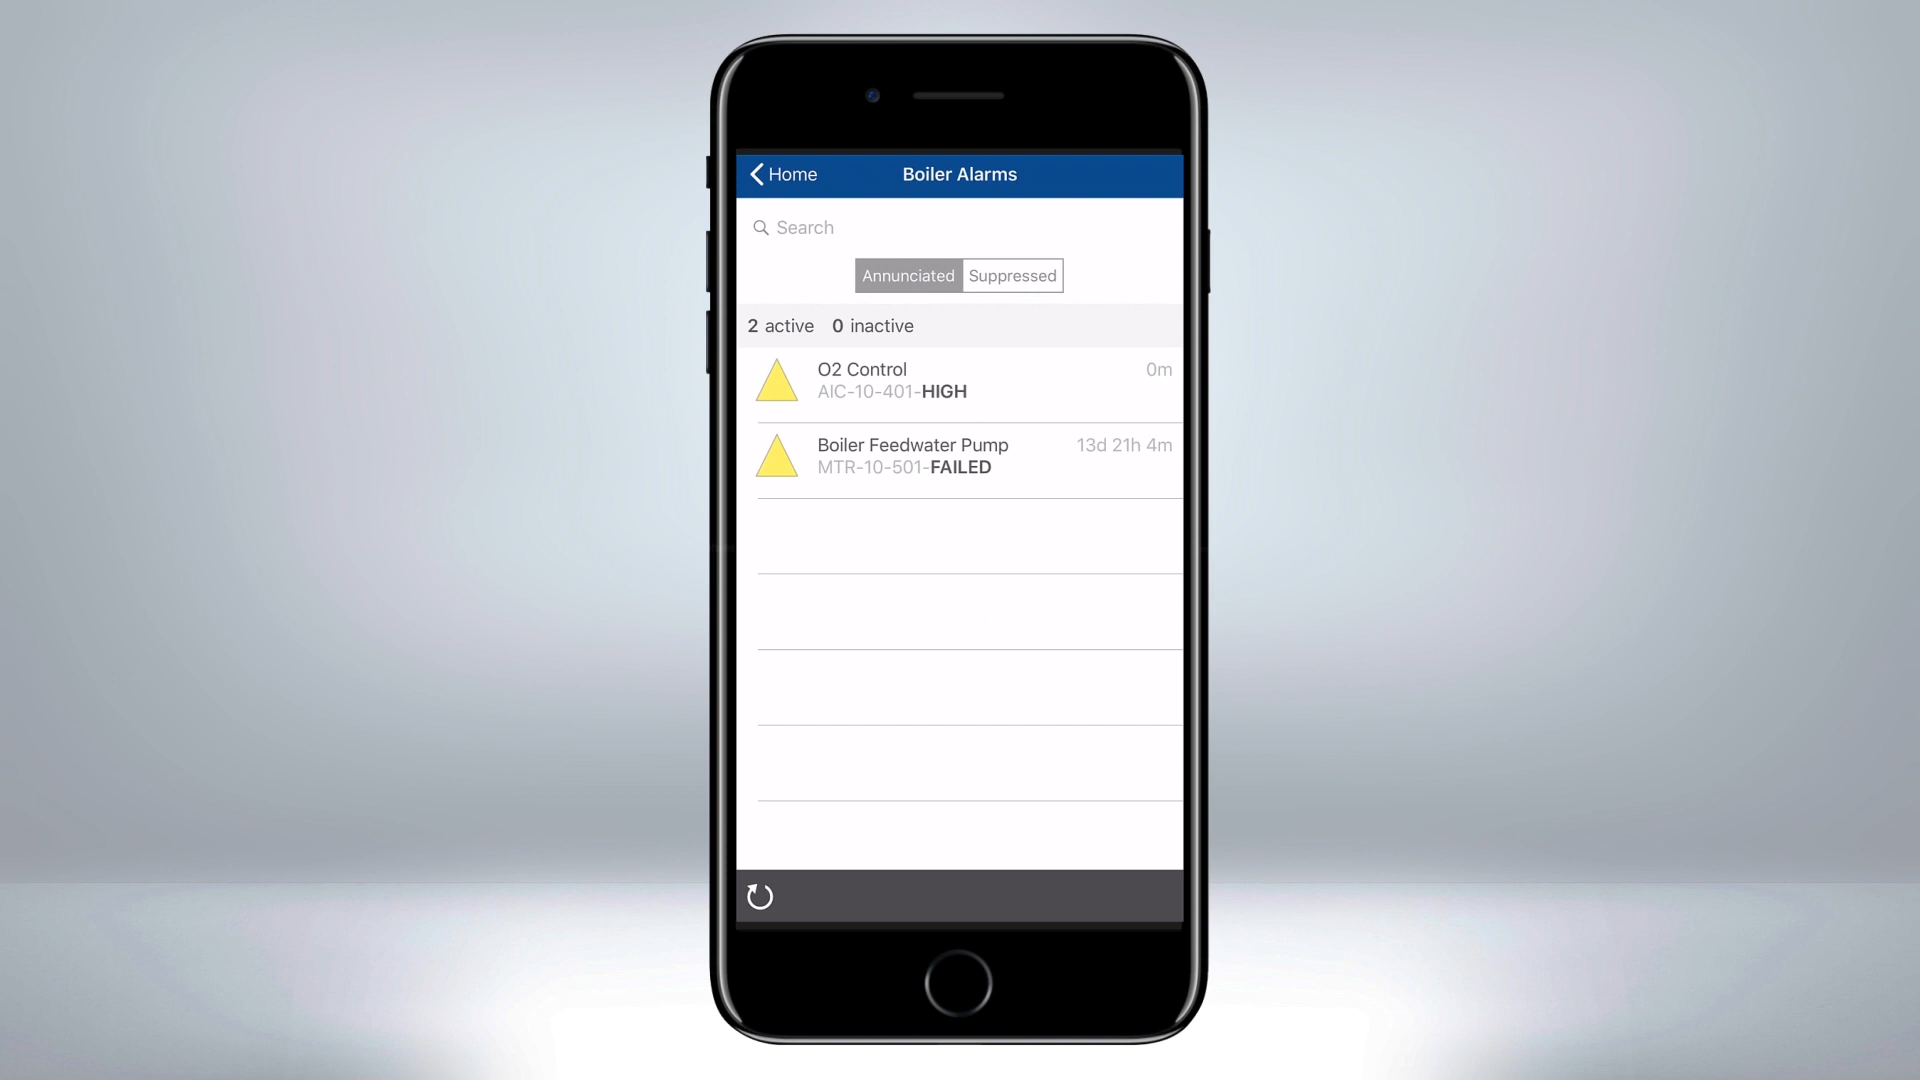 Home Boiler Alarms
Search
Annunciated Suppressed
2 active 0 inactive
O2 Control 0m
AIC-10-401-HIGH
Boiler Feedwater Pump 13d 21h 4m
MTR-10-501-FAILED